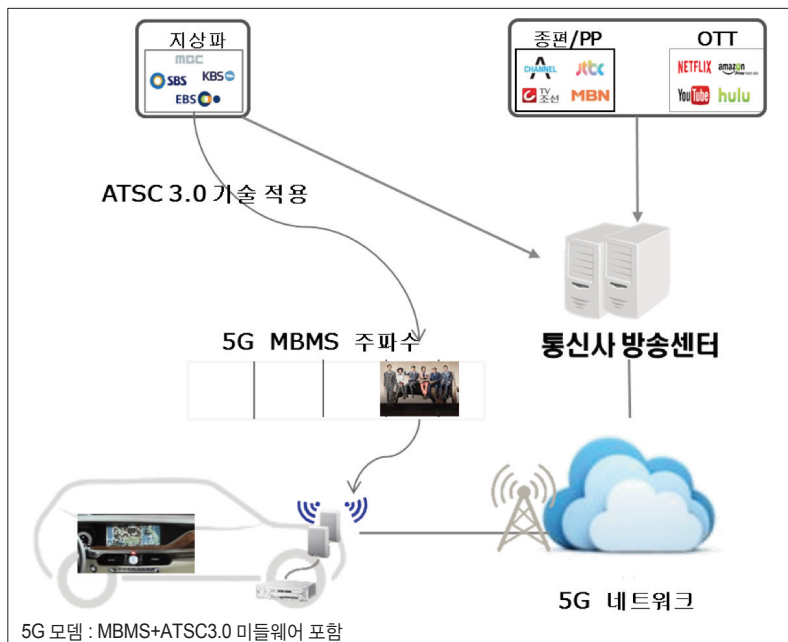 지상파
mbc
SBS KBS
EBS
종편/PP
CHANNEL A jtbc
TV조선 MBN
OTT
NETFLIX amazon
YouTube hulu
ATSC 3.0 기술 적용
5G MBMS 주파수
통신사 방송센터
5G 네트워크
5G 모뎀 : MBMS+ATSC3.0 미들웨어 포함